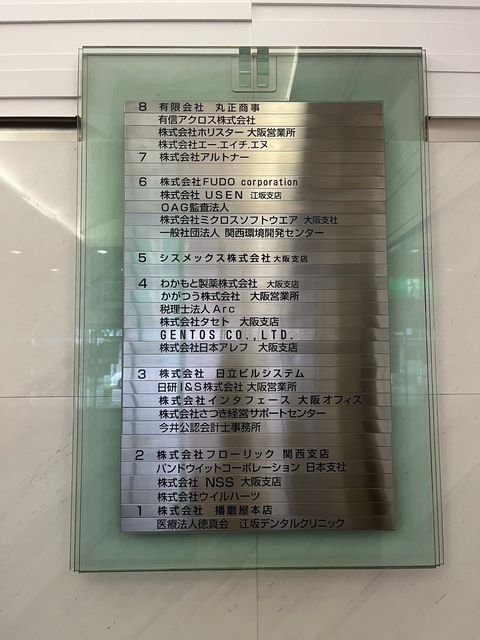 8 有限会社 丸正商事
有信アクロス株式会社
株式会社ホリスター 大阪営業所
株式会社エー.エイチ.エヌ
7 株式会社アルトナー
6 株式会社FUDO corporation
株式会社 USEN 江坂支店
OAG監査法人
株式会社ミクロスソフトウエア 大阪支社
一般社団法人 関西環境開発センター
5 シスメックス株式会社 大阪支店
4 わかもと製薬株式会社 大阪支店
かがつう株式会社 大阪営業所
税理士法人Arc
株式会社タセト 大阪支店
GENTOS CO.,LTD.
株式会社日本アレフ 大阪支店
3 株式会社 日立ビルシステム
日研I&S株式会社 大阪営業所
株式会社インタフェース 大阪オフィス
株式会社さつき経営サポートセンター
今井公認会計士事務所
2 株式会社フローリック 関西支店
パンドウイットコーポレーション 日本支社
株式会社 NSS 大阪支店
株式会社ウイルハーツ
1 株式会社 播磨屋本店
医療法人徳真会 江坂デンタルクリニック